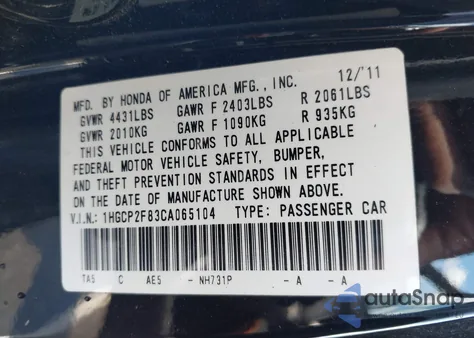 MFD. BY HONDA OF AMERICA MFG., INC. 12/'11
GVWR 4431LBS GAWR F 2403LBS R 2061LBS
GVWR 2010KG GAWR F 1090KG R 935KG
THIS VEHICLE CONFORMS TO ALL APPLICABLE
FEDERAL MOTOR VEHICLE SAFETY, BUMPER,
AND THEFT PREVENTION STANDARDS IN EFFECT
ON THE DATE OF MANUFACTURE SHOWN ABOVE.
V.I.N.: 1HGCP2F83CA065104 TYPE: PASSENGER CAR
TA5 C AE5 - NH731P - A - A
autaSnap